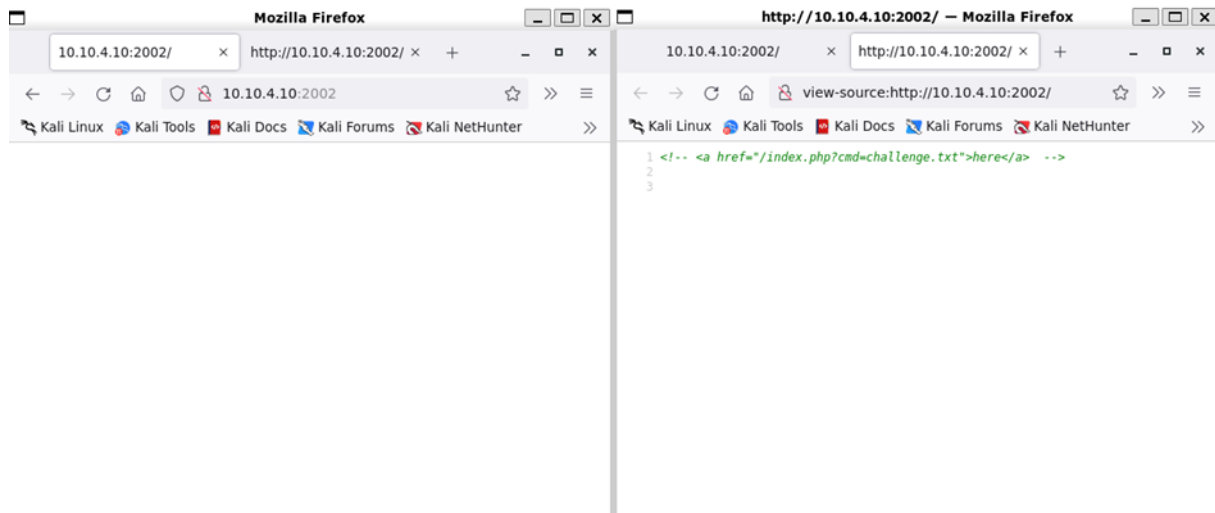 Mozilla Firefox
10.10.4.10:2002/
http://10.10.4.10:2002/
10.10.4.10:2002
Kali Linux Kali Tools Kali Docs Kali Forums Kali NetHunter
http://10.10.4.10:2002/ — Mozilla Firefox
10.10.4.10:2002/
http://10.10.4.10:2002/
view-source:http://10.10.4.10:2002/
Kali Linux Kali Tools Kali Docs Kali Forums Kali NetHunter
1 <!-- <a href="/index.php?cmd=challenge.txt">here</a>  -->
2
3